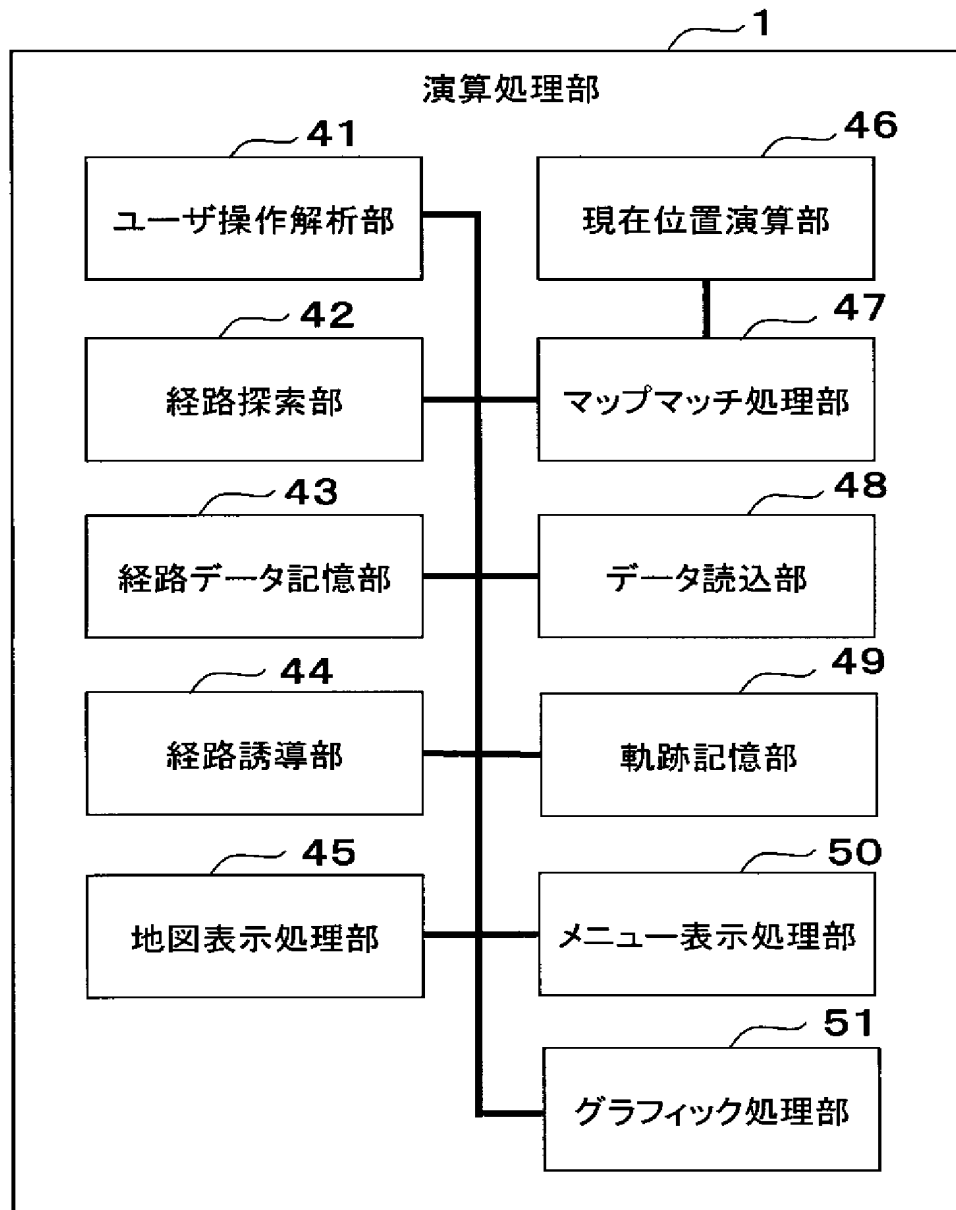 1
演算処理部
41
ユーザ操作解析部
46
現在位置演算部
42
経路探索部
47
マップマッチ処理部
43
経路データ記憶部
48
データ読込部
44
経路誘導部
49
軌跡記憶部
45
地図表示処理部
50
メニュー表示処理部
51
グラフィック処理部